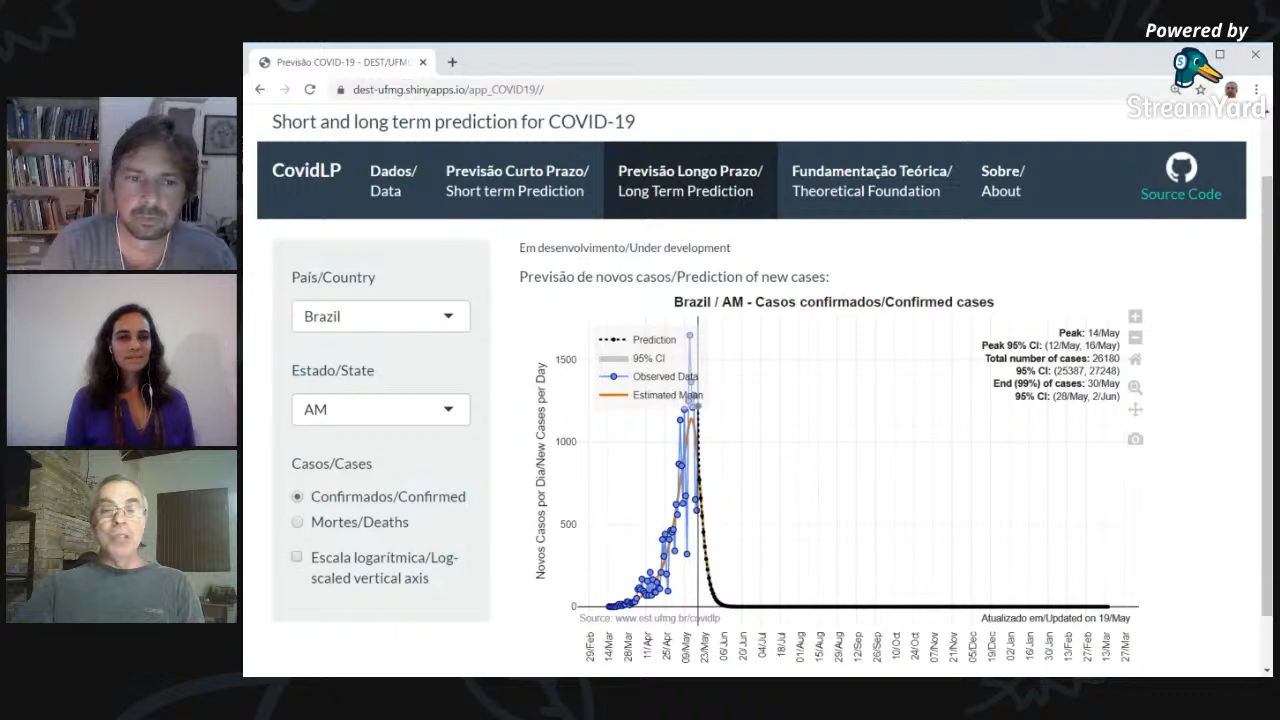 Powered by
StreamYard
Previsão COVID-19 - DEST/UFM
dest-ufmg.shinyapps.io/app_COVID19//
Short and long term prediction for COVID-19
CovidLP
Dados/
Data
Previsão Curto Prazo/
Short term Prediction
Previsão Longo Prazo/
Long Term Prediction
Fundamentação Teórica/
Theoretical Foundation
Sobre/
About
Source Code
País/Country
Brazil
Estado/State
AM
Casos/Cases
Confirmados/Confirmed
Mortes/Deaths
Escala logarítmica/Log-
scaled vertical axis
Em desenvolvimento/Under development
Previsão de novos casos/Prediction of new cases:
Brazil / AM - Casos confirmados/Confirmed cases
Prediction
95% CI
Observed Data
Estimated Mean
Peak: 14/May
Peak 95% CI: (12/May, 16/May)
Total number of cases: 26180
95% CI: (25387, 27248)
End (99%) of cases: 30/May
95% CI: (28/May, 2/Jun)
Novos Casos por Dia/New Cases per Day
1500
1000
500
0
Source: www.est.ufmg.br/covidlp
Atualizado em/Updated on 19/May
29/Feb
14/Mar
28/Mar
11/Apr
25/Apr
09/May
23/May
06/Jun
20/Jun
04/Jul
18/Jul
01/Aug
15/Aug
29/Aug
12/Sep
26/Sep
10/Oct
24/Oct
07/Nov
21/Nov
05/Dec
19/Dec
02/Jan
16/Jan
30/Jan
13/Feb
27/Feb
13/Mar
27/Mar